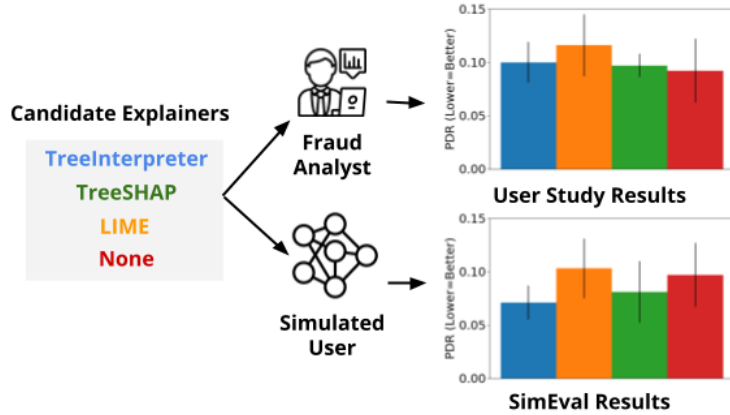 Candidate Explainers
TreeInterpreter
TreeSHAP
LIME
None
Fraud
Analyst
Simulated
User
PDR (Lower=Better)
0.15
0.10
0.05
0.00
User Study Results
PDR (Lower=Better)
0.15
0.10
0.05
0.00
SimEval Results